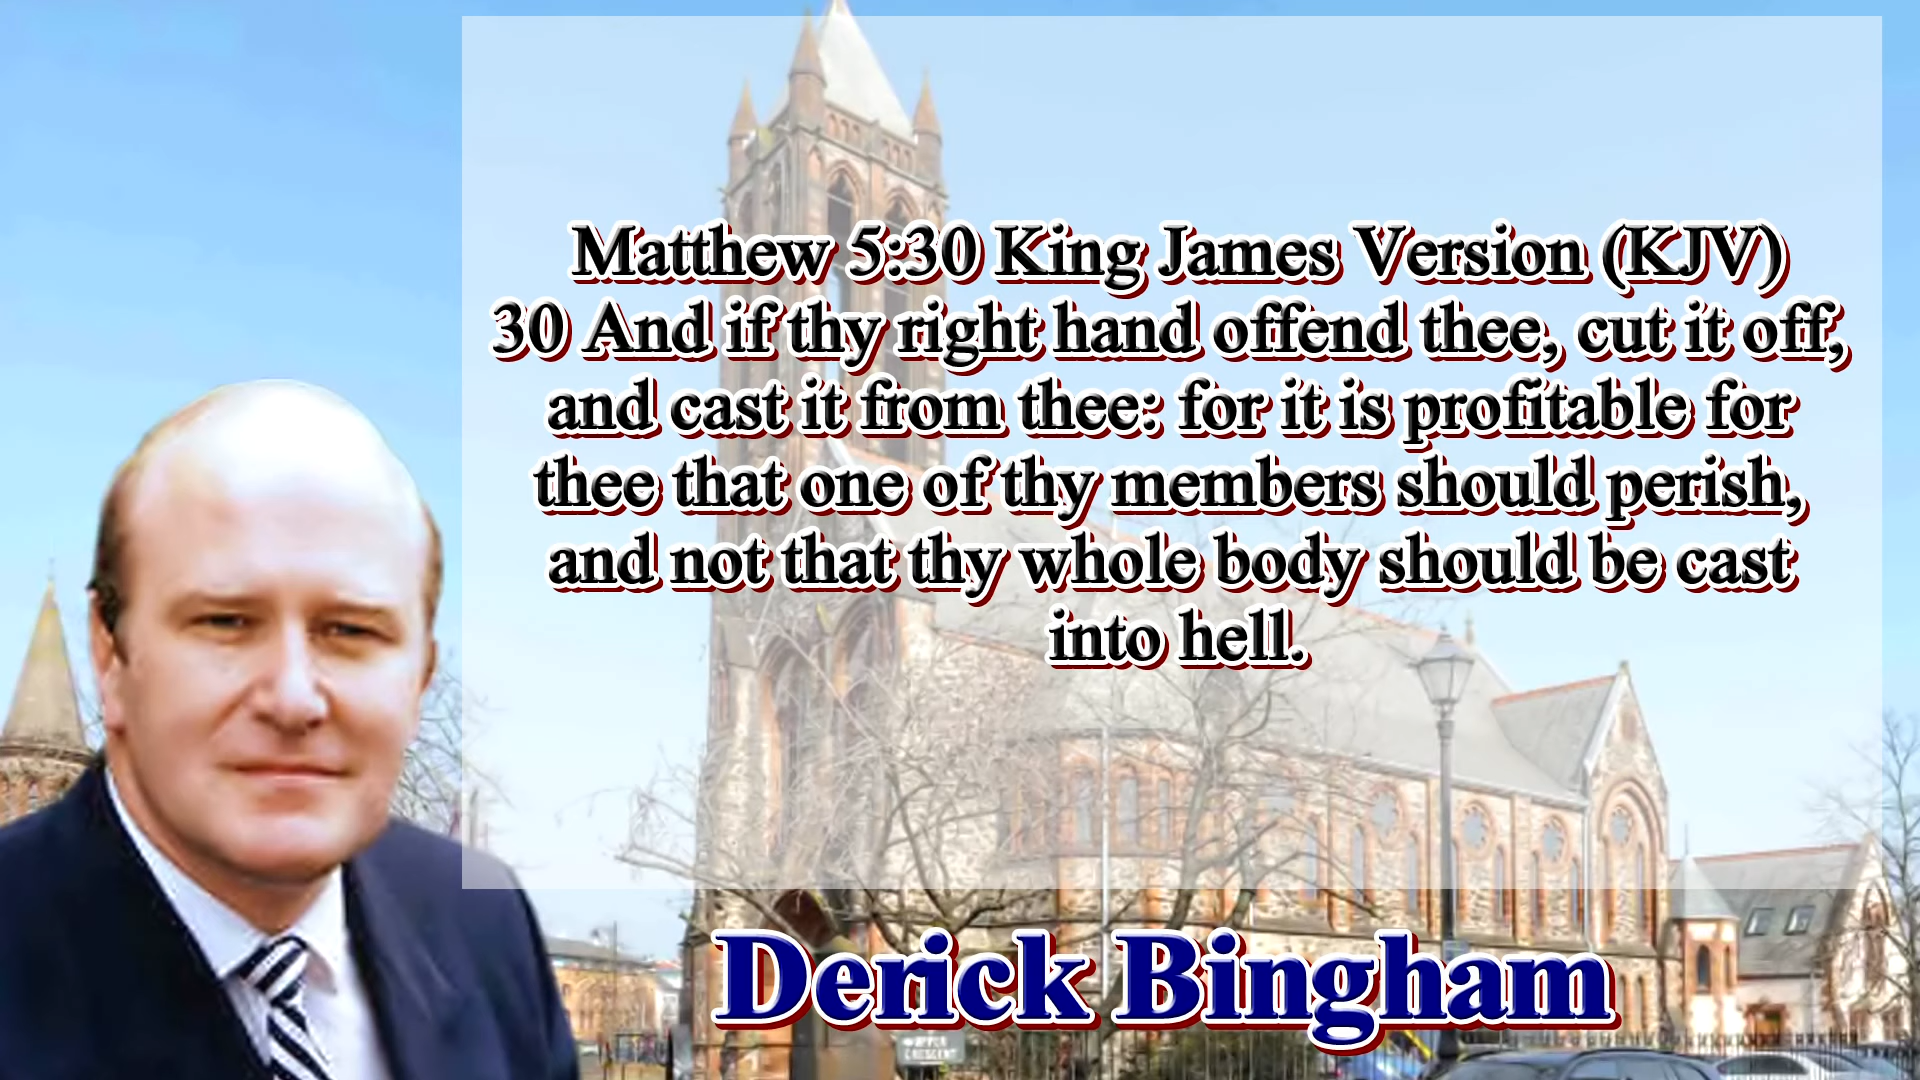 Matthew 5:30 King James Version (KJV)
30 And if thy right hand offend thee, cut it off,
and cast it from thee: for it is profitable for
thee that one of thy members should perish,
and not that thy whole body should be cast
into hell.
Derick Bingham
UPPER
CRESCENT